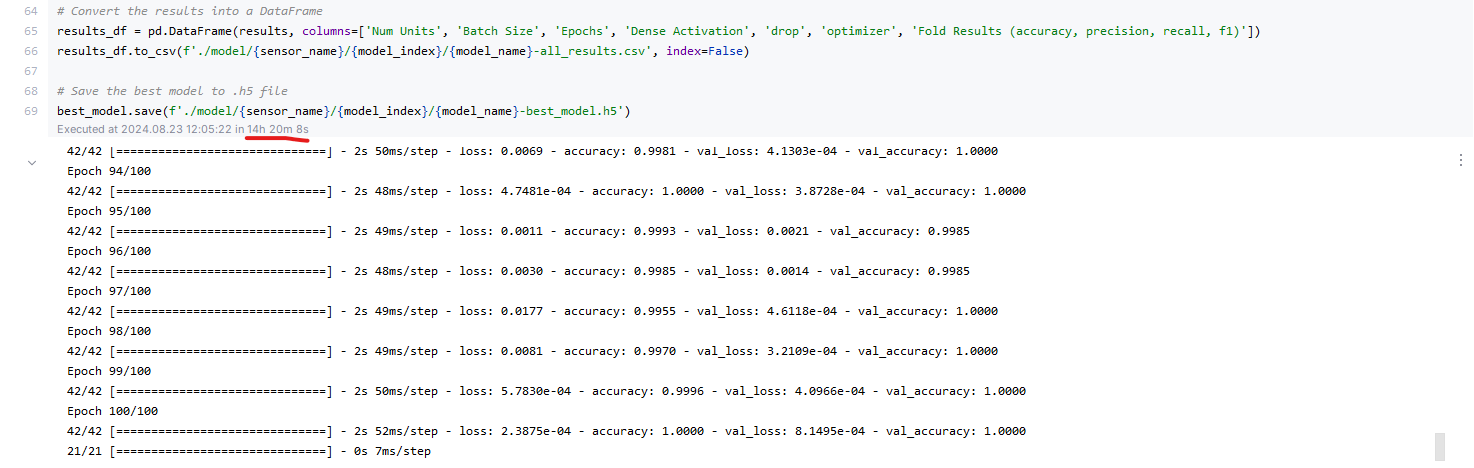 64 # Convert the results into a DataFrame
65 results_df = pd.DataFrame(results, columns=['Num Units', 'Batch Size', 'Epochs', 'Dense Activation', 'drop', 'optimizer', 'Fold Results (accuracy, precision, recall, f1)'])
66 results_df.to_csv(f'./model/{sensor_name}/{model_index}/{model_name}-all_results.csv', index=False)
67
68 # Save the best model to .h5 file
69 best_model.save(f'./model/{sensor_name}/{model_index}/{model_name}-best_model.h5')
Executed at 2024.08.23 12:05:22 in 14h 20m 8s
42/42 [==============================] - 2s 50ms/step - loss: 0.0069 - accuracy: 0.9981 - val_loss: 4.1303e-04 - val_accuracy: 1.0000
Epoch 94/100
42/42 [==============================] - 2s 48ms/step - loss: 4.7481e-04 - accuracy: 1.0000 - val_loss: 3.8728e-04 - val_accuracy: 1.0000
Epoch 95/100
42/42 [==============================] - 2s 49ms/step - loss: 0.0011 - accuracy: 0.9993 - val_loss: 0.0021 - val_accuracy: 0.9985
Epoch 96/100
42/42 [==============================] - 2s 48ms/step - loss: 0.0030 - accuracy: 0.9985 - val_loss: 0.0014 - val_accuracy: 0.9985
Epoch 97/100
42/42 [==============================] - 2s 49ms/step - loss: 0.0177 - accuracy: 0.9955 - val_loss: 4.6118e-04 - val_accuracy: 1.0000
Epoch 98/100
42/42 [==============================] - 2s 49ms/step - loss: 0.0081 - accuracy: 0.9970 - val_loss: 3.2109e-04 - val_accuracy: 1.0000
Epoch 99/100
42/42 [==============================] - 2s 50ms/step - loss: 5.7830e-04 - accuracy: 0.9996 - val_loss: 4.0966e-04 - val_accuracy: 1.0000
Epoch 100/100
42/42 [==============================] - 2s 52ms/step - loss: 2.3875e-04 - accuracy: 1.0000 - val_loss: 8.1495e-04 - val_accuracy: 1.0000
21/21 [==============================] - 0s 7ms/step